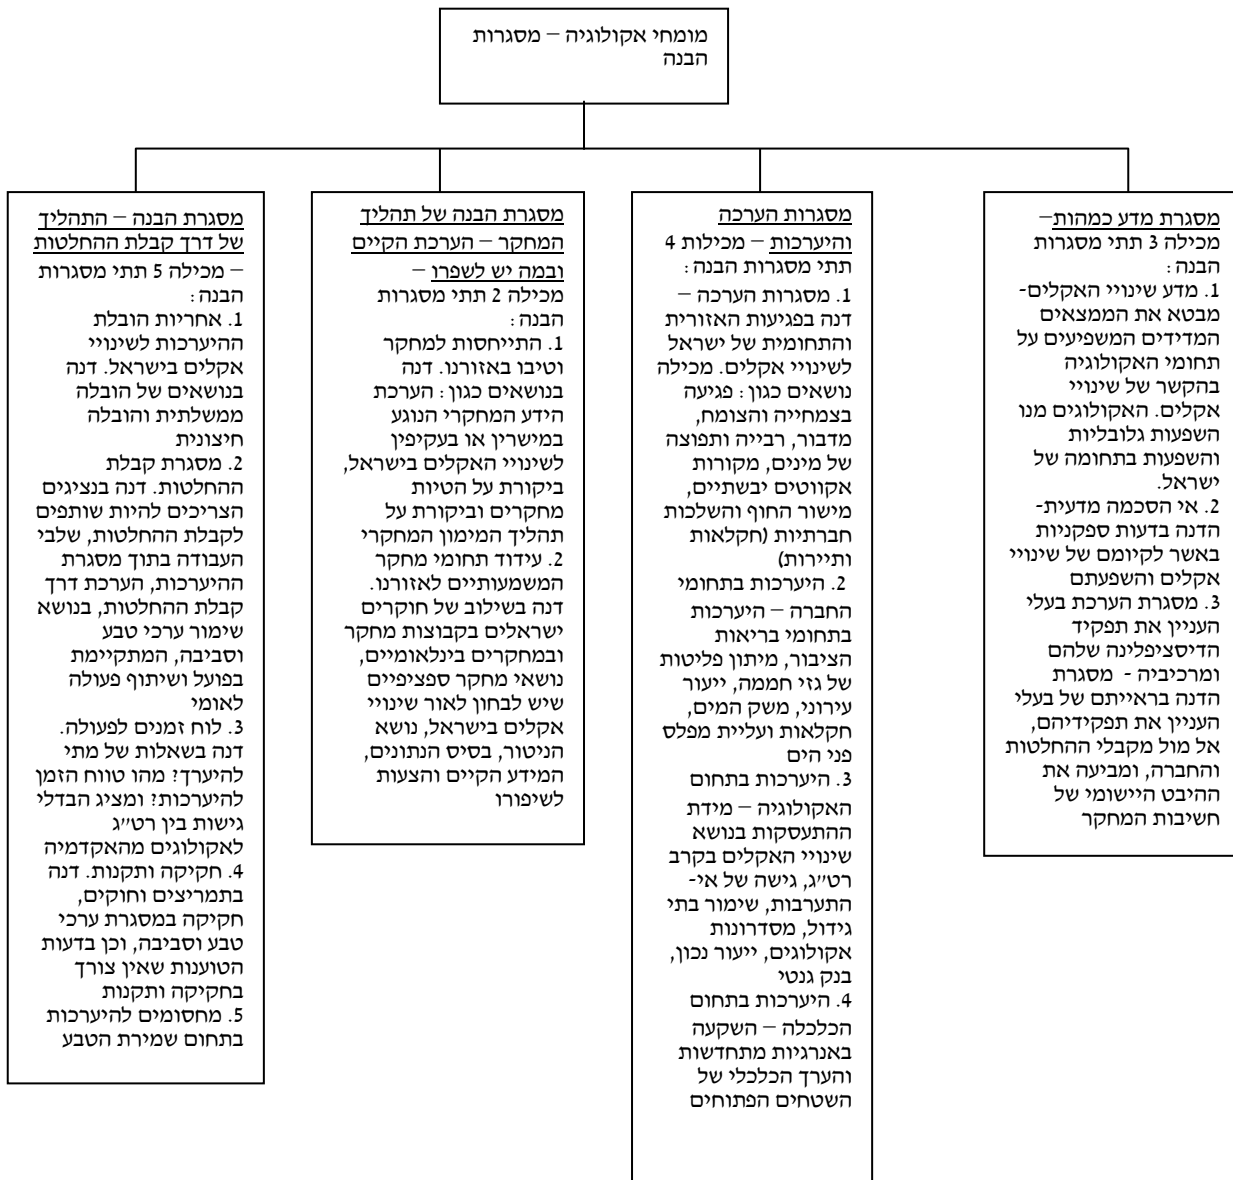 מומחי אקולוגיה – מסגרות
הבנה
מסגרת מדע כמהות–
מכילה 3 תתי מסגרות
הבנה:
1. מדע שינויי האקלים-
מבטא את הממצאים
המדידים המשפיעים על
תחומי האקולוגיה
בהקשר של שינויי
אקלים. האקולוגים מנו
השפעות גלובליות
והשפעות בתחומה של
ישראל.
2. אי הסכמה מדעית-
הדנה בדעות ספקניות
באשר לקיומם של שינויי
אקלים והשפעתם
3. מסגרת הערכת בעלי
העניין את תפקיד
הדיסציפלינה שלהם
ומרכיביה - מסגרת
הדנה בראייתם של בעלי
העניין את תפקידיהם,
אל מול מקבלי ההחלטות
והחברה, ומביעה את
ההיבט היישומי של
חשיבות המחקר
מסגרות הערכה
והיערכות – מכילות 4
תתי מסגרות הבנה:
1. מסגרות הערכה –
דנה בפגיעות האזורית
והתחומית של ישראל
לשינויי אקלים. מכילה
נושאים כגון: פגיעה
בצמחייה והצומח,
מדבור, רבייה ותפוצה
של מינים, מקורות
אקווטים יבשתיים,
מישור החוף והשלכות
חברתיות (חקלאות
ותיירות)
2. היערכות בתחומי
החברה – היערכות
בתחומי בריאות
הציבור, מיתון פליטות
של גזי חממה, ייעור
עירוני, משק המים,
חקלאות ועליית מפלס
פני הים
3. היערכות בתחום
האקולוגיה – מידת
ההתעסקות בנושא
שינויי האקלים בקרב
רט״ג, גישה של אי-
התערבות, שימור בתי
גידול, מסדרונות
אקולוגים, ייעור נכון,
בנק גנטי
4. היערכות בתחום
הכלכלה – השקעה
באנרגיות מתחדשות
והערך הכלכלי של
השטחים הפתוחים
מסגרת הבנה של תהליך
המחקר – הערכת הקיים
ובמה יש לשפרו –
מכילה 2 תתי מסגרות
הבנה:
1. התייחסות למחקר
וטיבו באזורנו. דנה
בנושאים כגון: הערכת
הידע המחקרי הנוגע
במישרין או בעקיפין
לשינויי האקלים בישראל,
ביקורת על הטיות
מחקרים וביקורת על
תהליך המימון המחקרי
2. עידוד תחומי מחקר
המשמעותיים לאזורנו.
דנה בשילוב של חוקרים
ישראלים בקבוצות מחקר
ובמחקרים בינלאומיים,
נושאי מחקר ספציפיים
שיש לבחון לאור שינויי
אקלים בישראל, נושא
הניטור, בסיס הנתונים,
המידע הקיים והצעות
לשיפורו
מסגרת הבנה – התהליך
של דרך קבלת ההחלטות
– מכילה 5 תתי מסגרות
הבנה:
1. אחריות הובלת
ההיערכות לשינויי
אקלים בישראל. דנה
בנושאים של הובלה
ממשלתית והובלה
חיצונית
2. מסגרת קבלת
ההחלטות. דנה בנציגים
הצריכים להיות שותפים
לקבלת ההחלטות, שלבי
העבודה בתוך מסגרת
ההיערכות, הערכת דרך
קבלת ההחלטות, בנושא
שימור ערכי טבע
וסביבה, המתקיימת
בפועל ושיתוף פעולה
לאומי
3. לוח זמנים לפעולה.
דנה בשאלות של מתי
להיערך? מהו טווח הזמן
להיערכות? ומציג הבדלי
גישות בין רט״ג
לאקולוגים מהאקדמיה
4. חקיקה ותקנות. דנה
בתמריצים וחוקים,
חקיקה במסגרת ערכי
טבע וסביבה, וכן בדעות
הטוענות שאין צורך
בחקיקה ותקנות
5. מחסומים להיערכות
בתחום שמירת הטבע